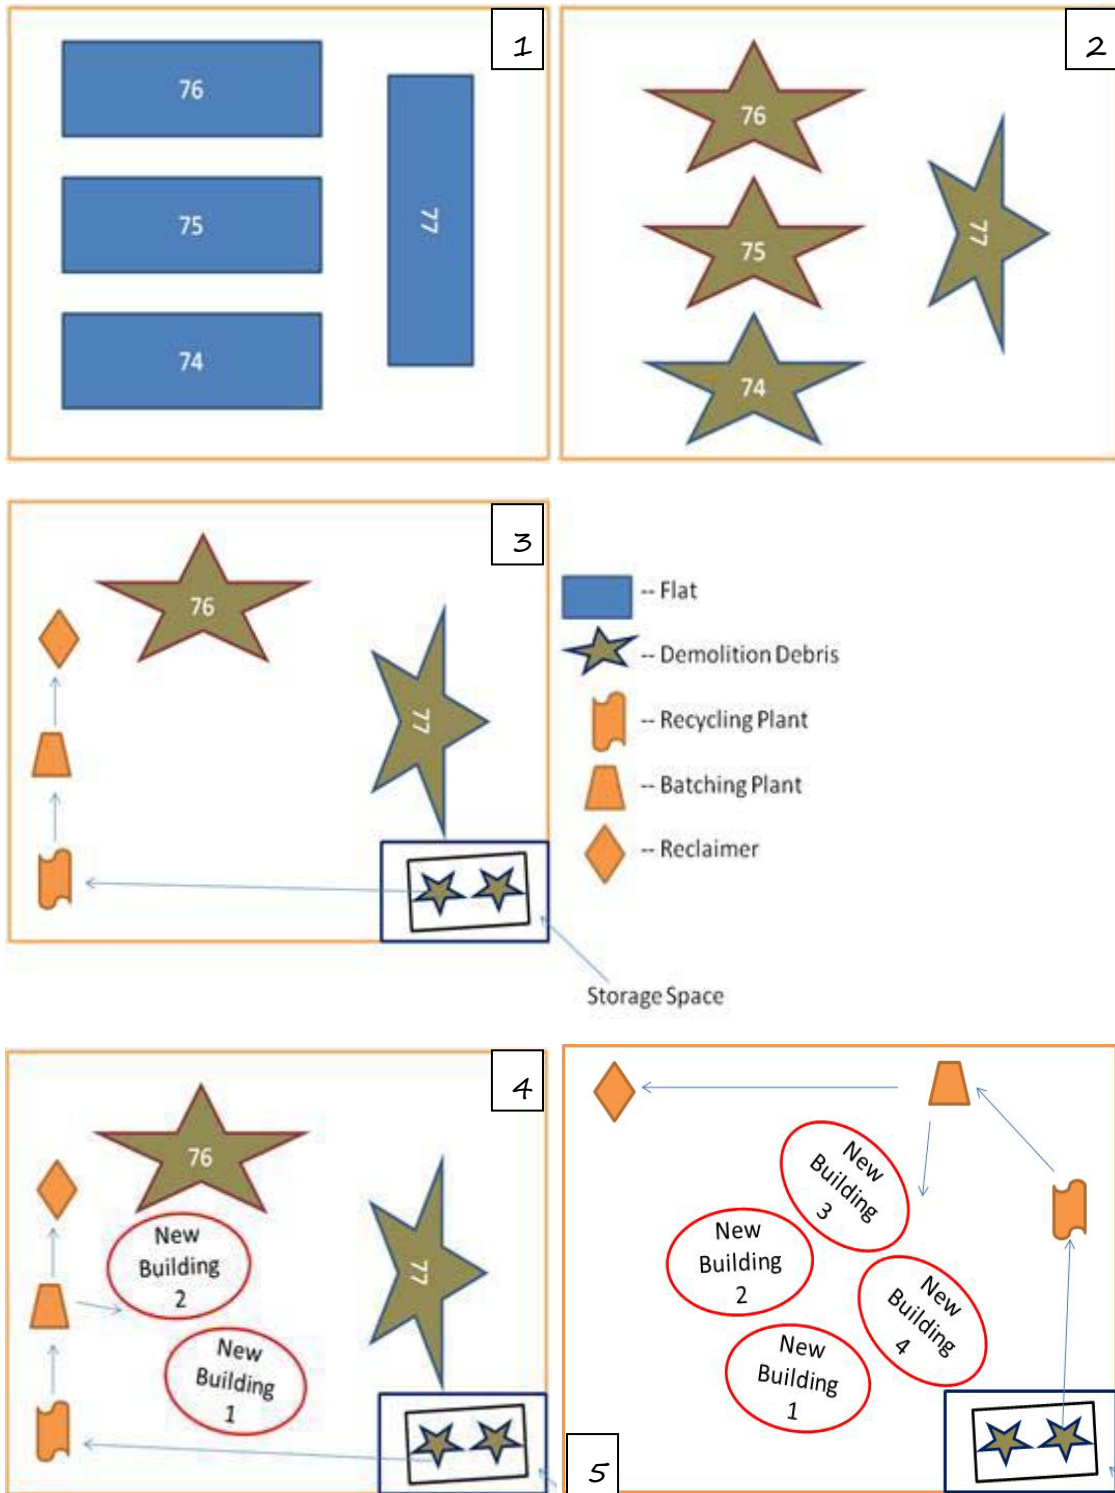 1
76
75
74
77
2
76
75
74
77
3
76
77
-- Flat
-- Demolition Debris
-- Recycling Plant
-- Batching Plant
-- Reclaimer
Storage Space
4
76
77
New
Building
2
New
Building
1
New
Building
3
New
Building
2
New
Building
4
New
Building
1
5